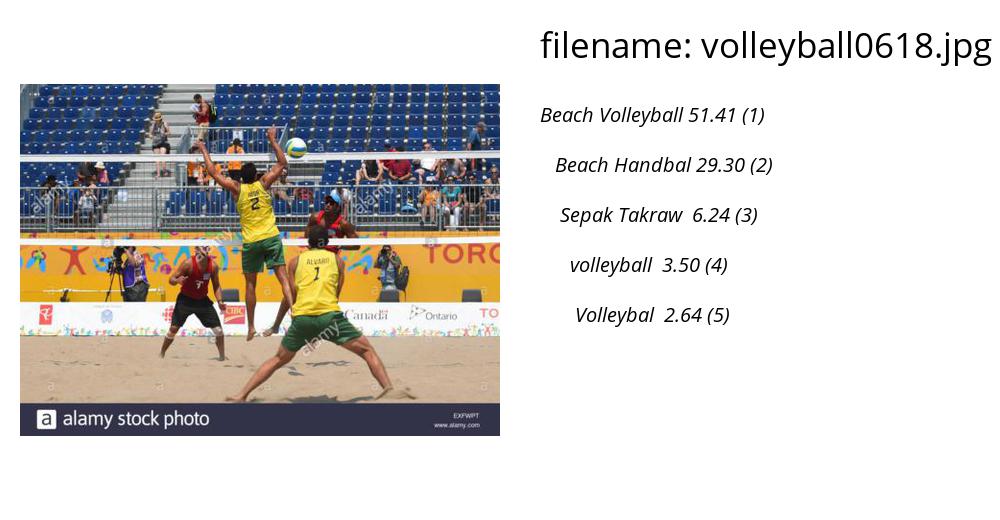 filename: volleyball0618.jpg
Beach Volleyball 51.41 (1)
Beach Handbal 29.30 (2)
Sepak Takraw 6.24 (3)
volleyball 3.50 (4)
Volleybal 2.64 (5)
2
ALVARO
1
TORO
CIBC
Canada
Ontario
TO
a alamy stock photo
EXFWPT
www.alamy.com